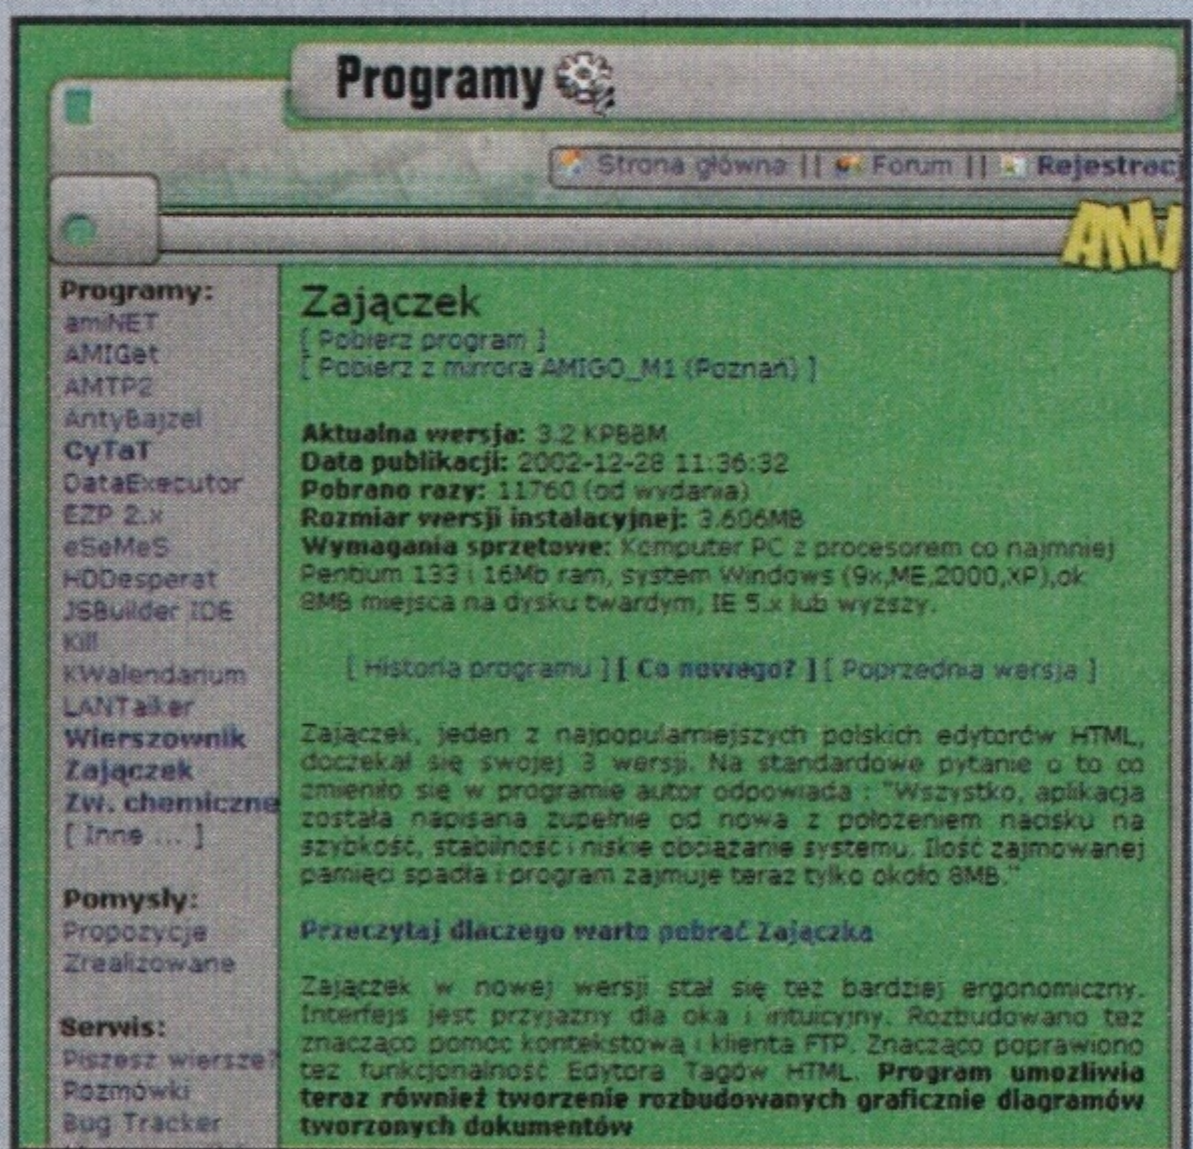 Programy
Strona główna || Forum || Rejestracj
AMI
Programy:
amiNET
AMIGet
AMTP2
AntyBajzel
CyTaT
DataExecutor
EZP 2.x
eSeMeS
HDDesperat
JSBuilder IDE
Kill
KWalendarium
LANTalker
Wierszownik
Zajączek
Zw. chemiczne
[ Inne ... ]
Pomysły:
Propozycje
Zrealizowane
Serwis:
Piszesz wiersze?
Rozmówki
Bug Tracker
Zajączek
[ Pobierz program ]
[ Pobierz z mirrora AMIGO_M1 (Poznań) ]
Aktualna wersja: 3.2 KPBBM
Data publikacji: 2002-12-28 11:36:32
Pobrano razy: 11760 (od wydania)
Rozmiar wersji instalacyjnej: 3.606MB
Wymagania sprzętowe: Komputer PC z procesorem co najmniej
Pentium 133 i 16Mb ram, system Windows (9x,ME,2000,XP),ok
8MB miejsca na dysku twardym, IE 5.x lub wyższy.
[ Historia programu ] [ Co nowego? ] [ Poprzednia wersja ]
Zajączek, jeden z najpopularniejszych polskich edytorów HTML,
doczekał się swojej 3 wersji. Na standardowe pytanie o to co
zmieniło się w programie autor odpowiada : "Wszystko, aplikacja
została napisana zupełnie od nowa z położeniem nacisku na
szybkość, stabilność i niskie obciążanie systemu. Ilość zajmowanej
pamięci spadła i program zajmuje teraz tylko około 8MB."
Przeczytaj dlaczego warto pobrać Zajączka
Zajączek w nowej wersji stał się też bardziej ergonomiczny.
Interfejs jest przyjazny dla oka i intuicyjny. Rozbudowano też
znacząco pomoc kontekstową i klienta FTP. Znacząco poprawiono
też funkcjonalność Edytora Tagów HTML. Program umożliwia
teraz również tworzenie rozbudowanych graficznie diagramów
tworzonych dokumentów